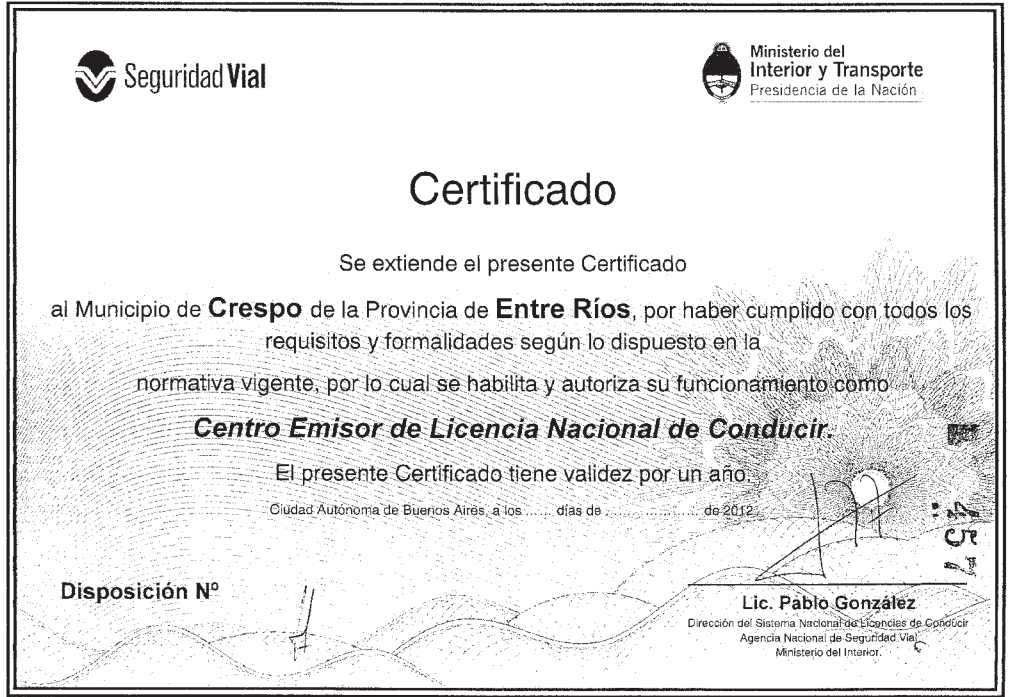 Seguridad Vial
Ministerio del
Interior y Transporte
Presidencia de la Nación
Certificado
Se extiende el presente Certificado
al Municipio de Crespo de la Provincia de Entre Ríos, por haber cumplido con todos los
requisitos y formalidades según lo dispuesto en la
normativa vigente, por lo cual se habilita y autoriza su funcionamiento como
Centro Emisor de Licencia Nacional de Conducir.
El presente Certificado tiene validez por un año.
Ciudad Autónoma de Buenos Aires, a los ...... días de ..................... de 2012.
Disposición Nº
Lic. Pablo González
Dirección del Sistema Nacional de Licencias de Conducir
Agencia Nacional de Seguridad Vial
Ministerio del Interior.